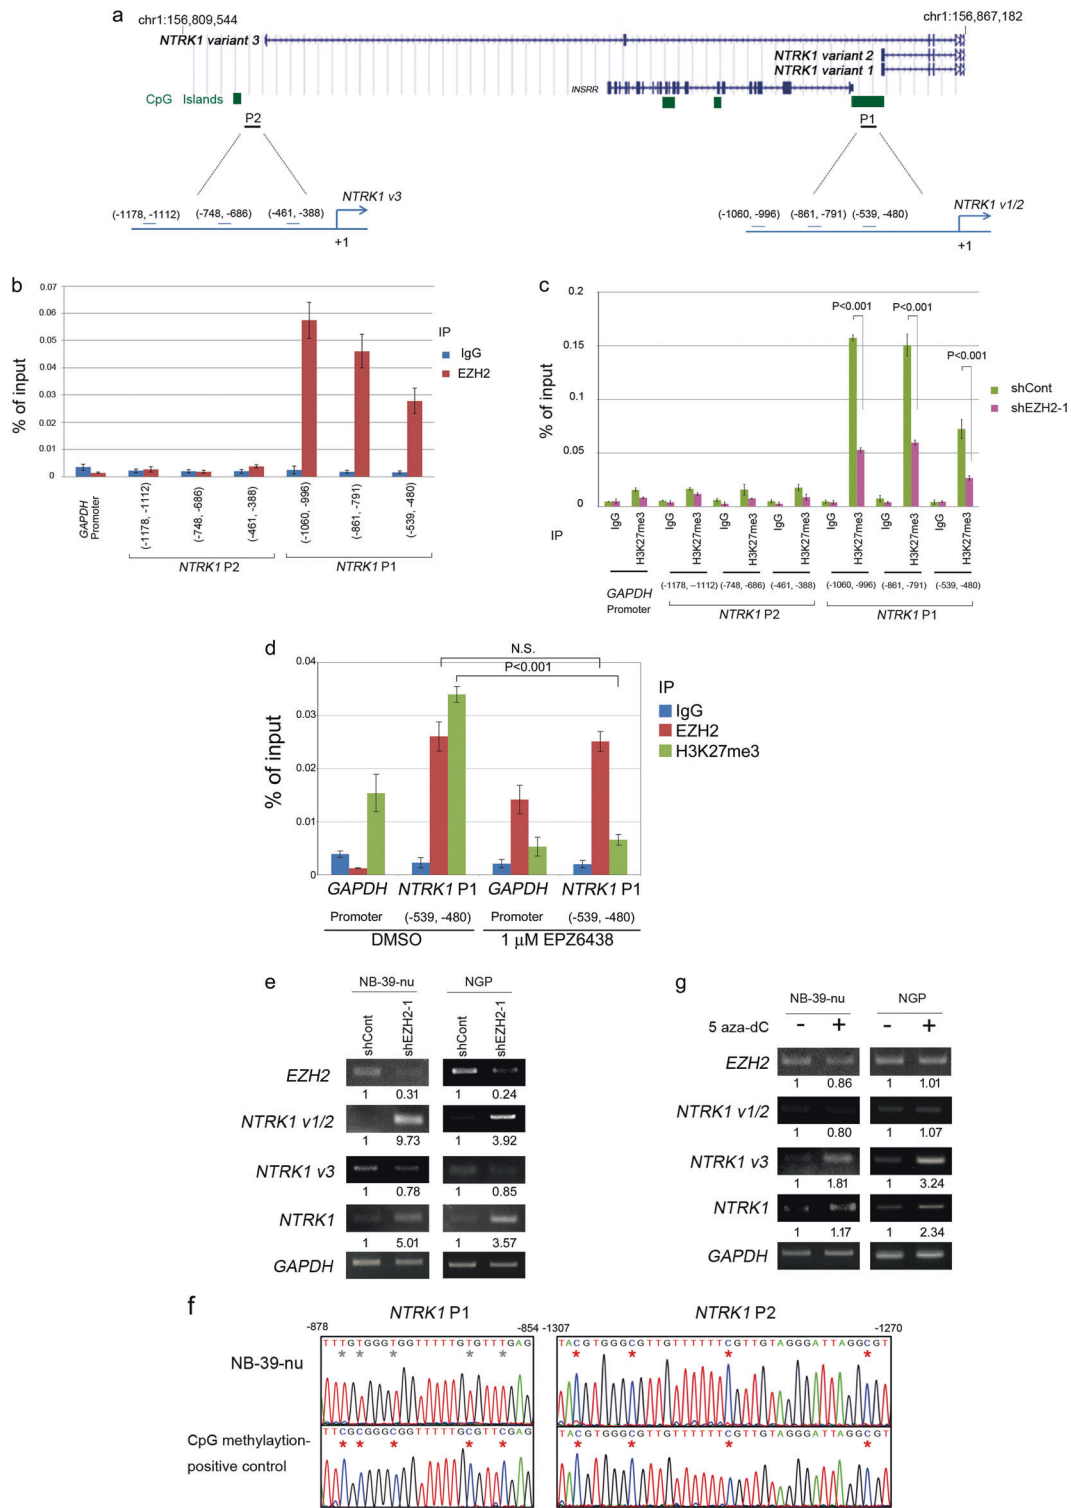 a
chr1:156,809,544
chr1:156,867,182
NTRK1 variant 3
NTRK1 variant 2
NTRK1 variant 1
INSRR
CpG Islands
P2
P1
NTRK1 v3
(-1178, -1112) (-748, -686) (-461, -388)
+1
NTRK1 v1/2
(-1060, -996) (-861, -791) (-539, -480)
+1
b
% of input
0.07
0.06
0.05
0.04
0.03
0.02
0.01
0
IP
IgG
EZH2
GAPDH
Promoter
(-1178, -1112)
(-748, -686)
(-461, -388)
(-1060, -996)
(-861, -791)
(-539, -480)
NTRK1 P2
NTRK1 P1
c
% of input
0.2
0.15
0.1
0.05
0
P<0.001
P<0.001
P<0.001
shCont
shEZH2-1
IP
IgG
H3K27me3
IgG
H3K27me3
IgG
H3K27me3
IgG
H3K27me3
IgG
H3K27me3
IgG
H3K27me3
IgG
H3K27me3
GAPDH
Promoter
(-1178, --1112) (-748, -686) (-461, -388) (-1060, -996) (-861, -791) (-539, -480)
NTRK1 P2
NTRK1 P1
d
% of input
0.04
0.03
0.02
0.01
0
N.S.
P<0.001
IP
IgG
EZH2
H3K27me3
GAPDH NTRK1 P1 GAPDH NTRK1 P1
Promoter (-539, -480) Promoter (-539, -480)
DMSO 1 μM EPZ6438
e
NB-39-nu NGP
shCont shEZH2-1 shCont shEZH2-1
EZH2
1 0.31 1 0.24
NTRK1 v1/2
1 9.73 1 3.92
NTRK1 v3
1 0.78 1 0.85
NTRK1
1 5.01 1 3.57
GAPDH
g
NB-39-nu NGP
5 aza-dC - + - +
EZH2
1 0.86 1 1.01
NTRK1 v1/2
1 0.80 1 1.07
NTRK1 v3
1 1.81 1 3.24
NTRK1
1 1.17 1 2.34
GAPDH
f
NTRK1 P1
NTRK1 P2
-878 -854
-1307 -1270
NB-39-nu
TTTGTGGGTGGTTTTTGTGTTTGAG
TACGTGGGCGTTGTTTTTTCGTTGTAGGGATTAGGCGT
* * * * *
* * * *
CpG methylaytion-
positive control
TTCGCGGGCGGTTTTTGCGTTCGAG
TACGTGGGCGTTGTTTTTTCGTTGTAGGGATTAGGCGT
* * * * *
* * * *